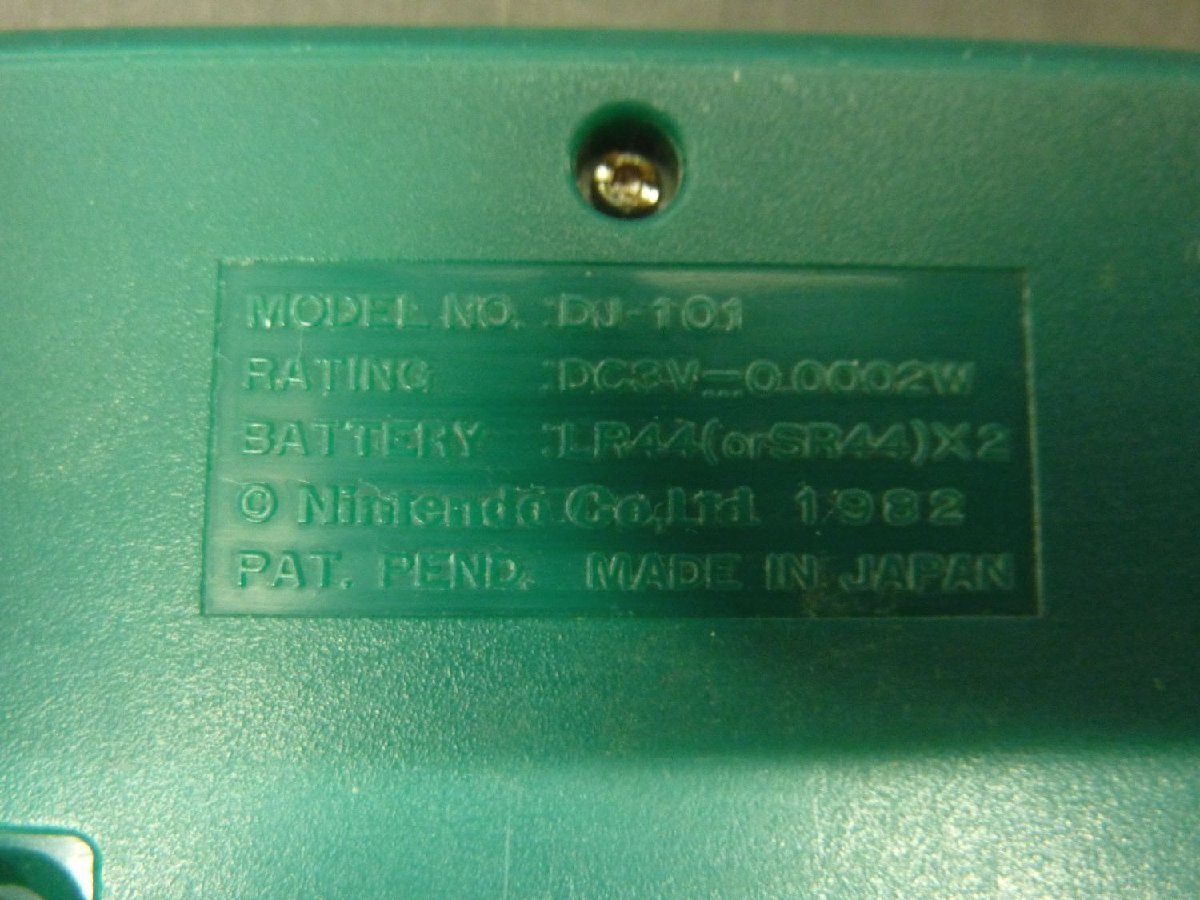 MODEL NO. :DJ-101
RATING :DC3V⎓0.0002W
BATTERY :LR44(orSR44)X2
© Nintendo Co.,Ltd. 1982
PAT. PEND. MADE IN JAPAN